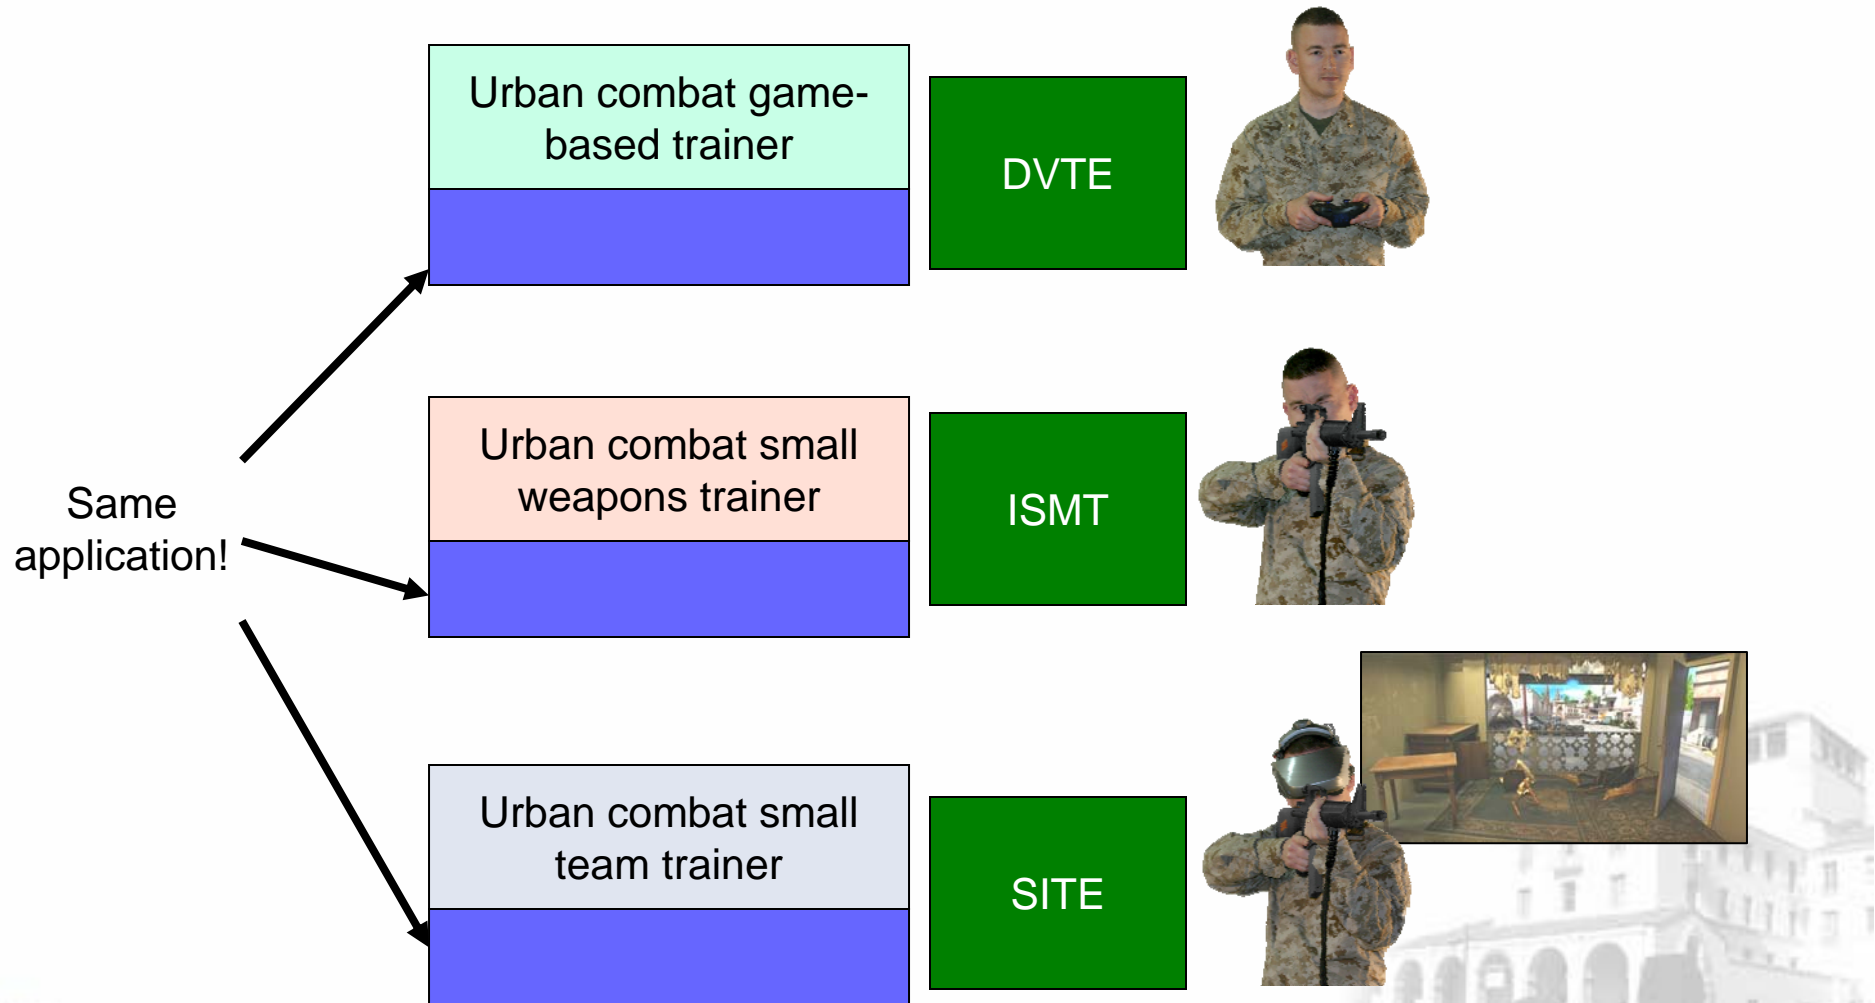 Urban combat game-
based trainer
DVTE
Urban combat small
weapons trainer
ISMT
Same
application!
Urban combat small
team trainer
SITE